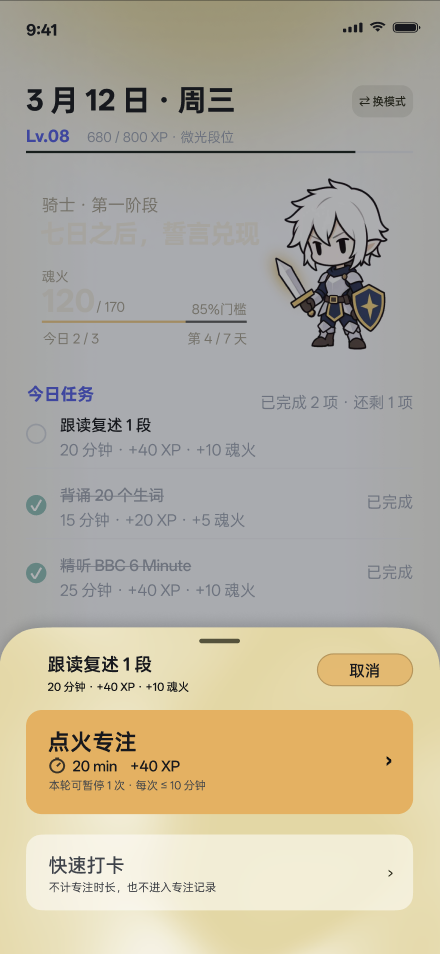 9:41
3 月 12 日 · 周三
⇄ 换模式
Lv.08 680 / 800 XP · 微光段位
骑士 · 第一阶段
七日之后，誓言兑现
魂火
120 / 170 85%门槛
今日 2 / 3 第 4 / 7 天
今日任务 已完成 2 项 · 还剩 1 项
跟读复述 1 段
20 分钟 · +40 XP · +10 魂火
背诵 20 个生词 已完成
15 分钟 · +20 XP · +5 魂火
精听 BBC 6 Minute 已完成
25 分钟 · +40 XP · +10 魂火
跟读复述 1 段 取消
20 分钟 · +40 XP · +10 魂火
点火专注 ›
20 min +40 XP
本轮可暂停 1 次 · 每次 ≤ 10 分钟
快速打卡 ›
不计专注时长，也不进入专注记录